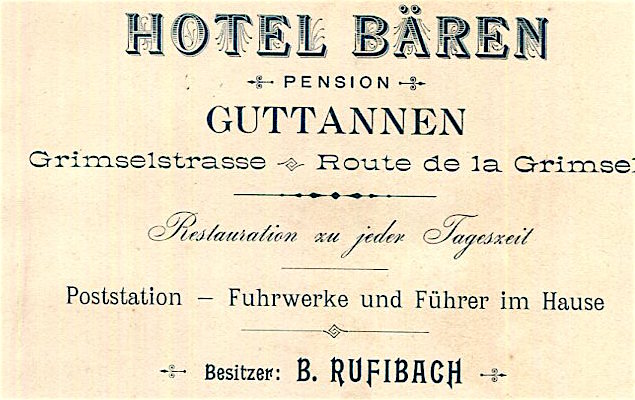 HOTEL BÄREN
PENSION
GUTTANNEN
Grimselstrasse Route de la Grimsel
Restauration zu jeder Tageszeit
Poststation – Fuhrwerke und Führer im Hause
Besitzer: B. RUFIBACH